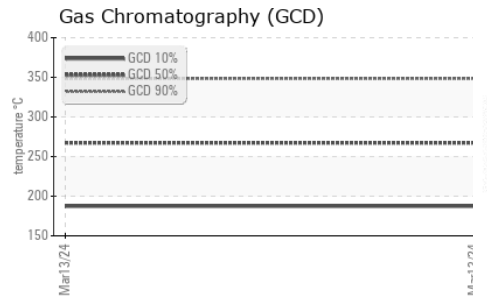 Gas Chromatography (GCD)
400
350
300
250
200
150
temperature °C
GCD 10%
GCD 50%
GCD 90%
Mar13/24